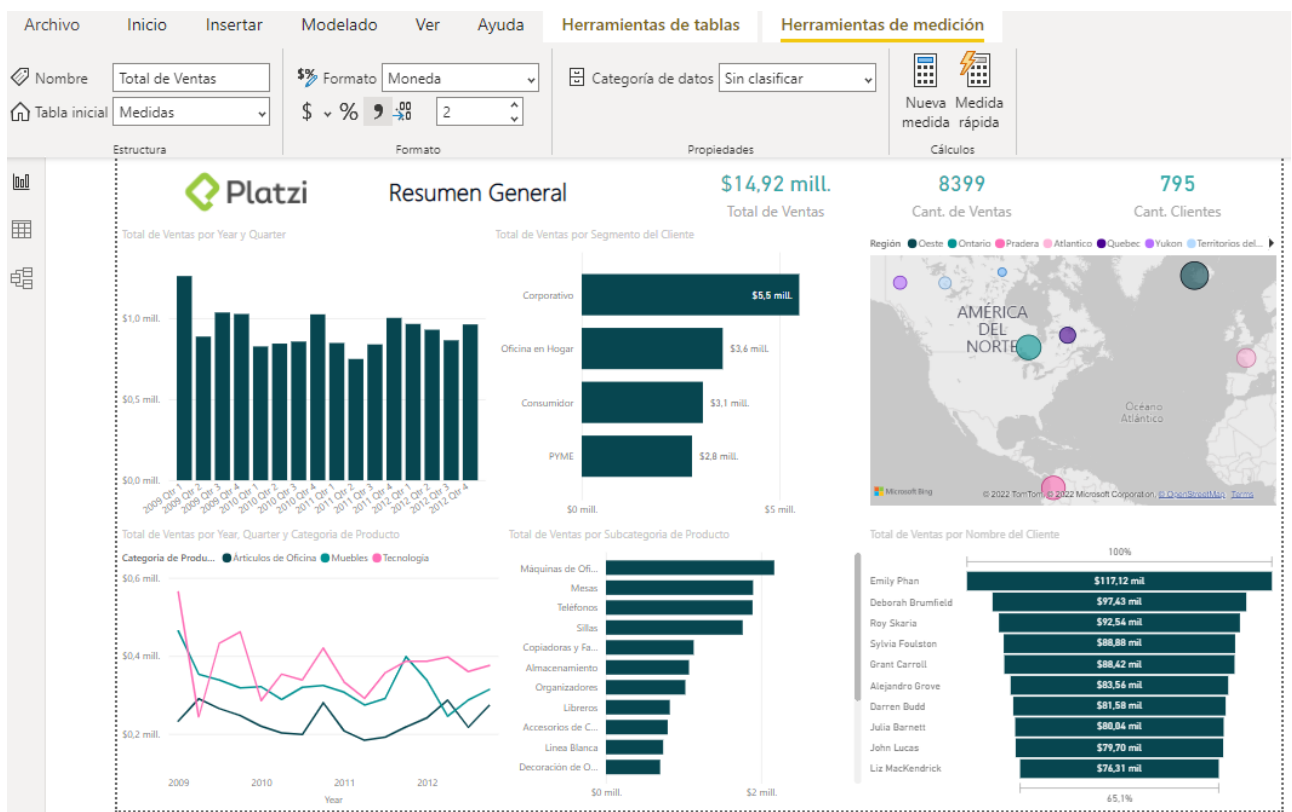 Archivo Inicio Insertar Modelado Ver Ayuda Herramientas de tablas Herramientas de medición
Nombre Total de Ventas
Tabla inicial Medidas
Estructura
$% Formato Moneda
$ % 9 .00 →.0 2
Formato
Categoría de datos Sin clasificar
Propiedades
Nueva medida
Medida rápida
Cálculos
Platzi
Resumen General
$14,92 mill.
Total de Ventas
8399
Cant. de Ventas
795
Cant. Clientes
Total de Ventas por Year y Quarter
$1,0 mill.
$0,5 mill.
$0,0 mill.
2009 Qtr 1
2009 Qtr 2
2009 Qtr 3
2009 Qtr 4
2010 Qtr 1
2010 Qtr 2
2010 Qtr 3
2010 Qtr 4
2011 Qtr 1
2011 Qtr 2
2011 Qtr 3
2011 Qtr 4
2012 Qtr 1
2012 Qtr 2
2012 Qtr 3
2012 Qtr 4
Total de Ventas por Segmento del Cliente
Corporativo $5,5 mill.
Oficina en Hogar $3,6 mill.
Consumidor $3,1 mill.
PYME $2,8 mill.
$0 mill. $5 mill.
Región Oeste Ontario Pradera Atlantico Quebec Yukon Territorios del...
AMÉRICA
DEL
NORTE
Océano
Atlántico
Microsoft Bing
© 2022 TomTom, © 2022 Microsoft Corporation, © OpenStreetMap Terms
Total de Ventas por Year, Quarter y Categoria de Producto
Categoria de Produ... Articulos de Oficina Muebles Tecnología
$0,6 mill.
$0,4 mill.
$0,2 mill.
2009 2010 2011 2012
Year
Total de Ventas por Subcategoria de Producto
Máquinas de Ofi...
Mesas
Teléfonos
Sillas
Copiadoras y Fa...
Almacenamiento
Organizadores
Libreros
Accesorios de C...
Linea Blanca
Decoración de O...
$0 mill. $2 mill.
Total de Ventas por Nombre del Cliente
100%
Emily Phan $117,12 mil
Deborah Brumfield $97,43 mil
Roy Skaria $92,54 mil
Sylvia Foulston $88,88 mil
Grant Carroll $88,42 mil
Alejandro Grove $83,56 mil
Darren Budd $81,58 mil
Julia Barnett $80,04 mil
John Lucas $79,70 mil
Liz MacKendrick $76,31 mil
65,1%